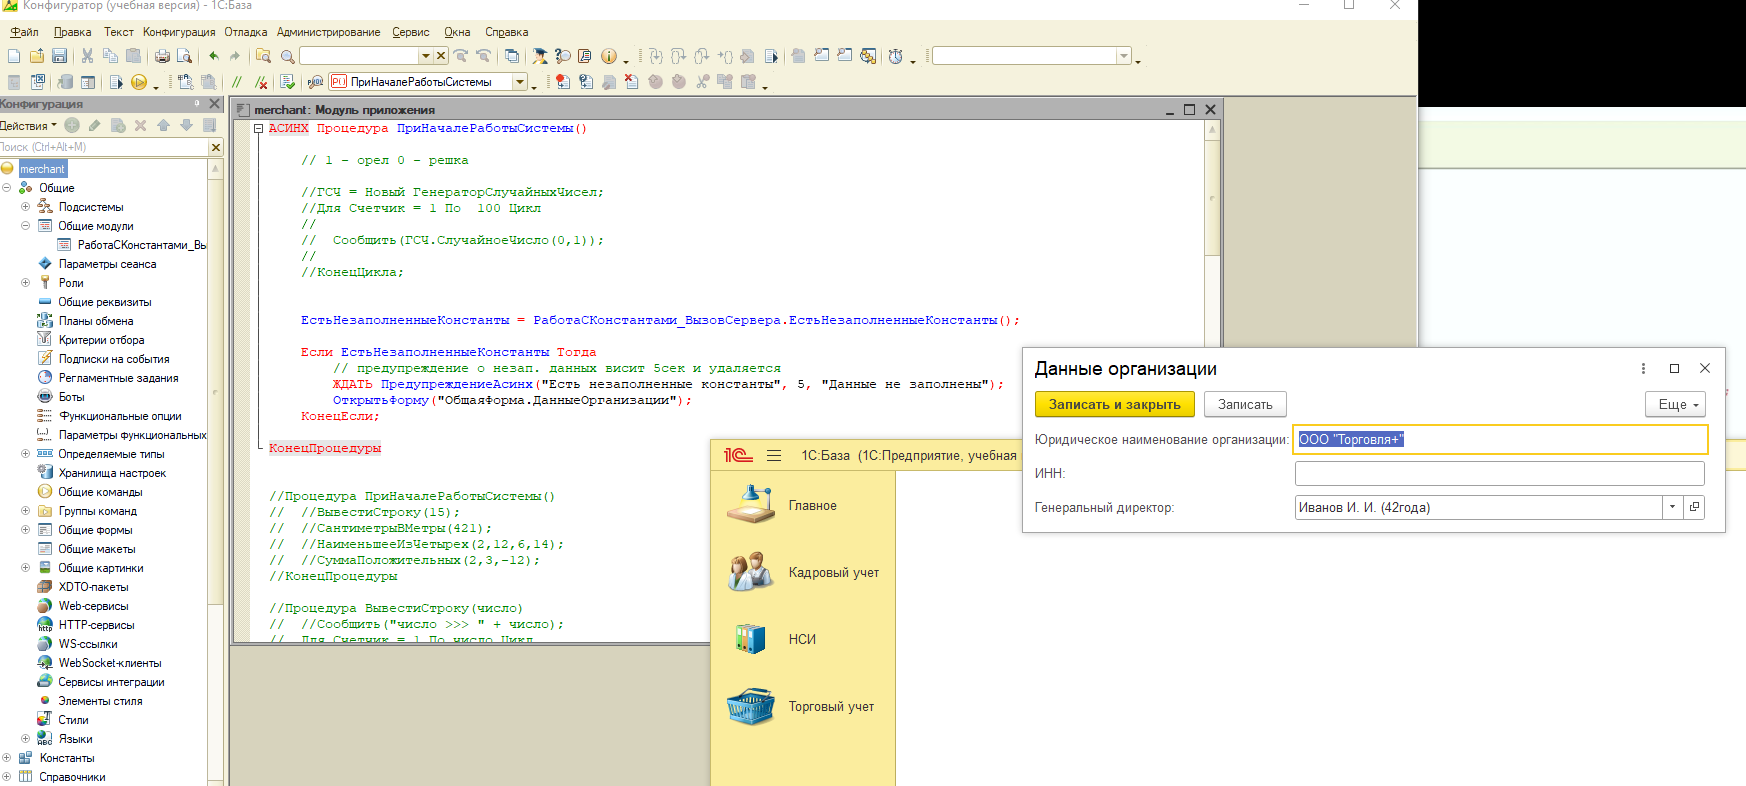 Конфигуратор (учебная версия) - 1С:База
Файл Правка Текст Конфигурация Отладка Администрирование Сервис Окна Справка
ПриНачалеРаботыСистемы
Конфигурация
Действия
Поиск (Ctrl+Alt+M)
merchant
Общие
Подсистемы
Общие модули
РаботаСКонстантами_Вы
Параметры сеанса
Роли
Общие реквизиты
Планы обмена
Критерии отбора
Подписки на события
Регламентные задания
Боты
Функциональные опции
Параметры функциональных
Определяемые типы
Хранилища настроек
Общие команды
Группы команд
Общие формы
Общие макеты
Общие картинки
XDTO-пакеты
Web-сервисы
HTTP-сервисы
WS-ссылки
WebSocket-клиенты
Сервисы интеграции
Элементы стиля
Стили
Языки
Константы
Справочники
merchant: Модуль приложения
АСИНХ Процедура ПриНачалеРаботыСистемы()
// 1 - орел 0 - решка
//ГСЧ = Новый ГенераторСлучайныхЧисел;
//Для Счетчик = 1 По  100 Цикл
//
//  Сообщить(ГСЧ.СлучайноеЧисло(0,1));
//
//КонецЦикла;
ЕстьНезаполненныеКонстанты = РаботаСКонстантами_ВызовСервера.ЕстьНезаполненныеКонстанты();
Если ЕстьНезаполненныеКонстанты Тогда
// предупреждение о незап. данных висит 5сек и удаляется
ЖДАТЬ ПредупреждениеАсинх("Есть незаполненные константы", 5, "Данные не заполнены");
ОткрытьФорму("ОбщаяФорма.ДанныеОрганизации");
КонецЕсли;
КонецПроцедуры
//Процедура ПриНачалеРаботыСистемы()
//  //ВывестиСтроку(15);
//  //СантиметрыВМетры(421);
//  //НаименьшееИзЧетырех(2,12,6,14);
//  //СуммаПоложительных(2,3,-12);
//КонецПроцедуры
//Процедура ВывестиСтроку(число)
//  //Сообщить("число >>> " + число);
//  Для Счетчик = 1 По число Цикл
1С:База (1С:Предприятие, учебная
Главное
Кадровый учет
НСИ
Торговый учет
Данные организации
Записать и закрыть Записать Еще
Юридическое наименование организации: ООО "Торговля+"
ИНН:
Генеральный директор: Иванов И. И. (42года)